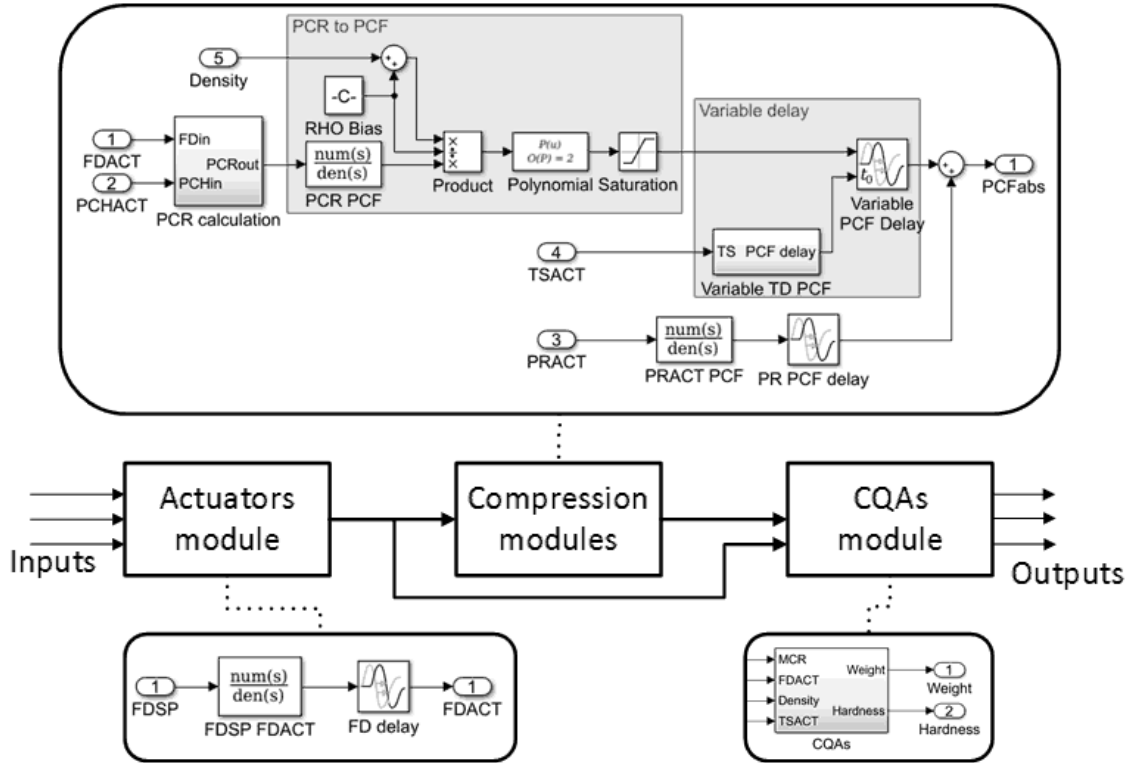 PCR to PCF
5
Density
-C-
RHO Bias
1
FDACT
2
PCHACT
FDin
PCRout
PCHin
PCR calculation
num(s)
den(s)
PCR PCF
×
÷
×
Product
P(u)
O(P) = 2
Polynomial
Saturation
Variable delay
t₀
Variable
PCF Delay
1
PCFabs
4
TSACT
TS PCF delay
Variable TD PCF
3
PRACT
num(s)
den(s)
PRACT PCF
PR PCF delay
Inputs
Actuators
module
Compression
modules
CQAs
module
Outputs
1
FDSP
num(s)
den(s)
FDSP FDACT
FD delay
1
FDACT
MCR
FDACT
Density
TSACT
Weight
Hardness
CQAs
1
Weight
2
Hardness